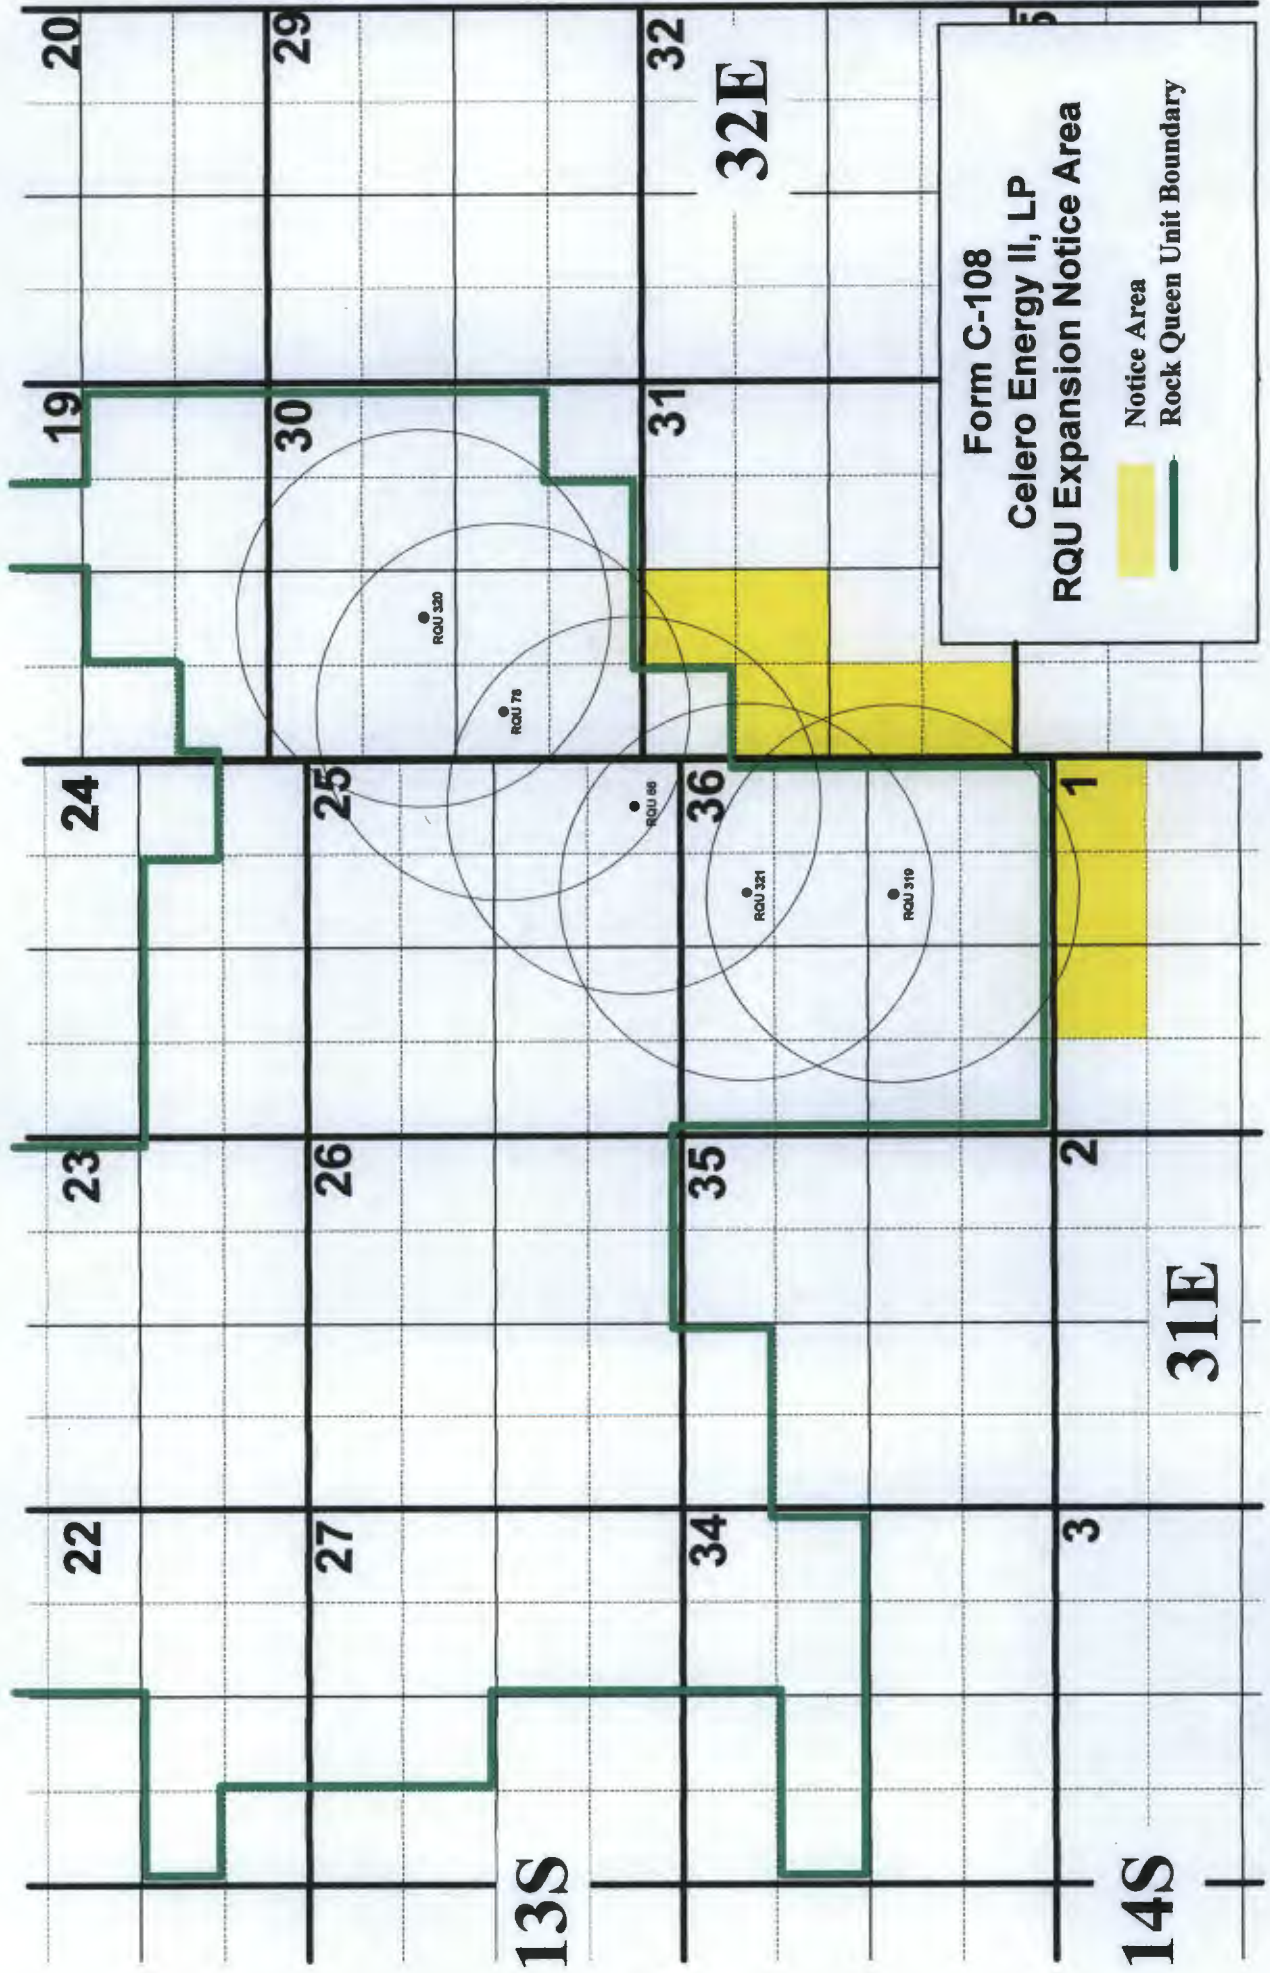 22 23 24 19 20
27 26 25 30 29
RQU 320
RQU 78
13S
RQU 66
34 35 36 31 32
32E
RQU 321
RQU 319
Form C-108
Celero Energy II, LP
RQU Expansion Notice Area
Notice Area
Rock Queen Unit Boundary
3 2 1 5
14S 31E